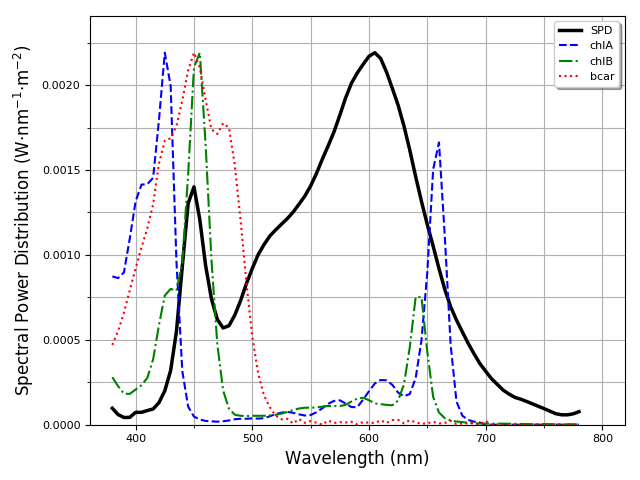 SPD
chlA
chlB
bcar
0.0020
0.0015
0.0010
0.0005
0.0000
400
500
600
700
800
Wavelength (nm)
Spectral Power Distribution (W·nm⁻¹·m⁻²)